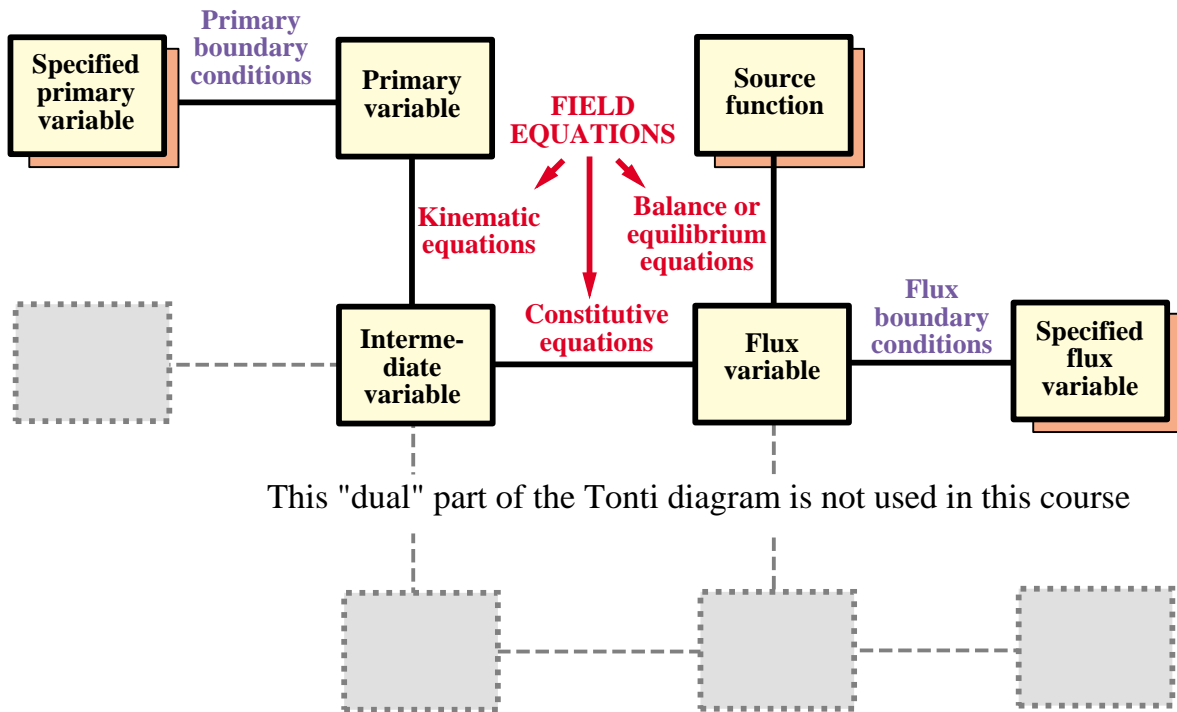 Specified
primary
variable
Primary
boundary
conditions
Primary
variable
FIELD
EQUATIONS
Source
function
Kinematic
equations
Balance or
equilibrium
equations
Constitutive
equations
Interme-
diate
variable
Flux
variable
Flux
boundary
conditions
Specified
flux
variable
This "dual" part of the Tonti diagram is not used in this course